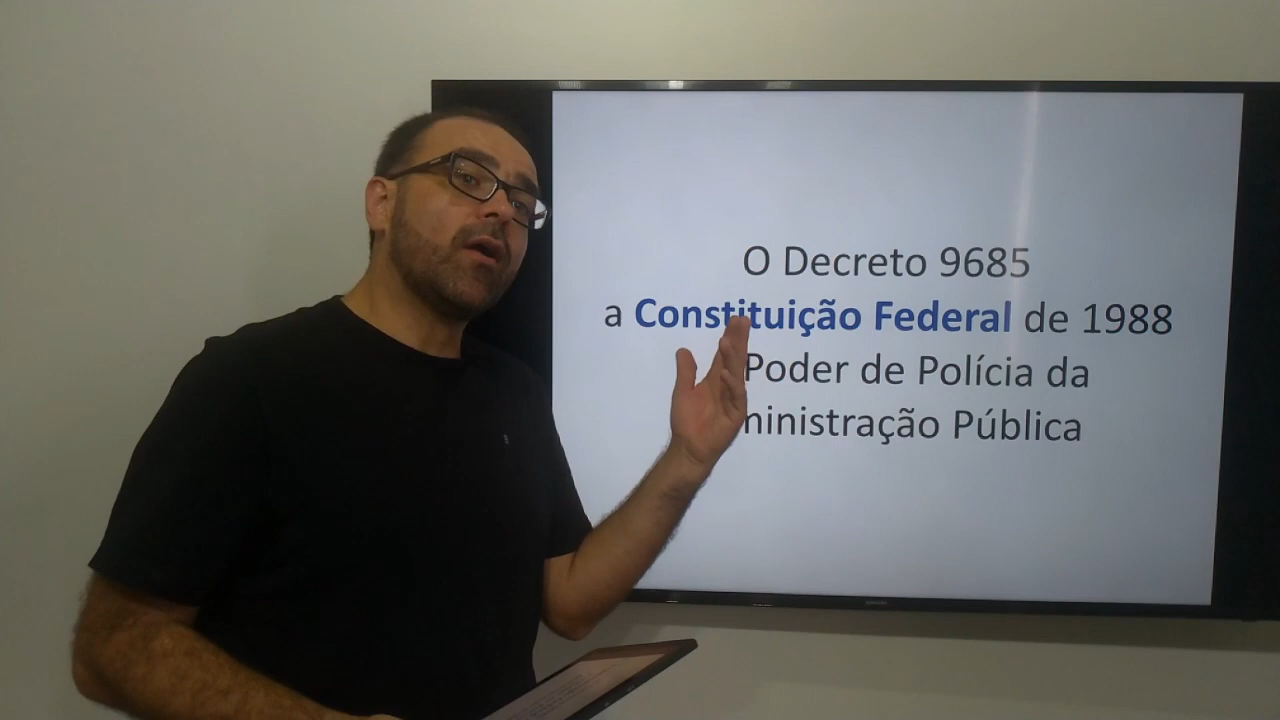 O Decreto 9685
a Constituição Federal de 1988
Poder de Polícia da
ministração Pública